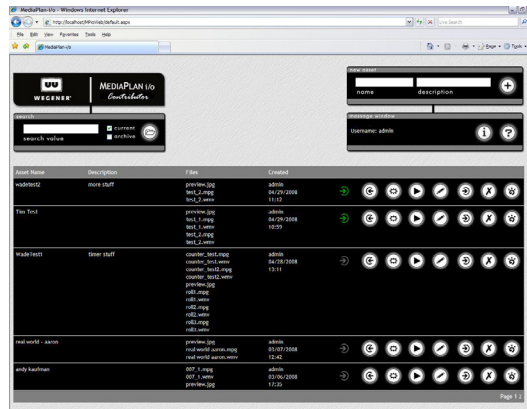 MediaPlan-i/o - Windows Internet Explorer
http://localhost/MPioWeb/default.aspx
Live Search
File Edit View Favorites Tools Help
MediaPlan-i/o
Page Tools
WEGENER
MEDIAPLAN i/o
Contributor
new asset
name description
search
search value
current
archive
message window
Username: admin
Asset Name Description Files Created
wadetest2 more stuff preview.jpg admin
test_2.mpg 04/29/2008
test_2.wmv 11:12
Tim Test preview.jpg admin
test_1.mpg 04/29/2008
test_1.wmv 10:59
test_2.mpg
test_2.wmv
WadeTest1 timer stuff counter_test.mpg admin
counter_test.wmv 04/28/2008
counter_test2.mpg 13:11
counter_test2.wmv
preview.jpg
roll1.mpg
roll1.wmv
roll2.mpg
roll2.wmv
roll3.mpg
roll3.wmv
real world - aaron preview.jpg admin
real world aaron.mpg 03/07/2008
real world aaron.wmv 12:42
andy kaufman 007_1.mpg admin
007_1.wmv 03/06/2008
preview.jpg 17:35
Page 1 2